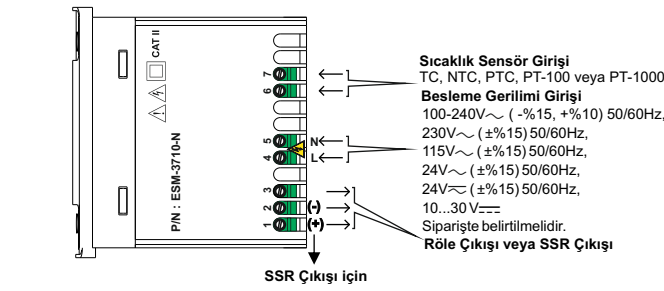 CAT II
P/N : ESM-3710-N
7
6
5
N
4
L
3
2
(-)
1
(+)
Sıcaklık Sensör Girişi
TC, NTC, PTC, PT-100 veya PT-1000
Besleme Gerilimi Girişi
100-240V～ ( -%15, +%10) 50/60Hz,
230V～ ( ±%15) 50/60Hz,
115V～ ( ±%15) 50/60Hz,
24V～ ( ±%15) 50/60Hz,
24V⏦ ( ±%15) 50/60Hz,
10...30 V⎓
Siparişte belirtilmelidir.
Röle Çıkışı veya SSR Çıkışı
SSR Çıkışı için